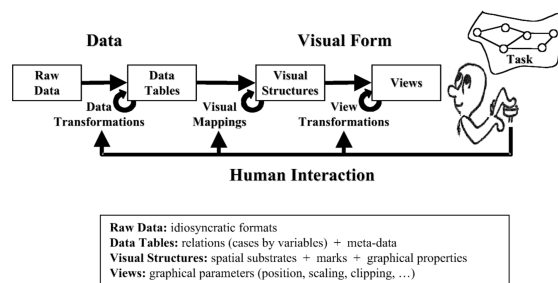 Data
Visual Form
Task
Raw
Data
Data
Tables
Visual
Structures
Views
Data
Transformations
Visual
Mappings
View
Transformations
Human Interaction
Raw Data: idiosyncratic formats
Data Tables: relations (cases by variables) + meta-data
Visual Structures: spatial substrates + marks + graphical properties
Views: graphical parameters (position, scaling, clipping, …)